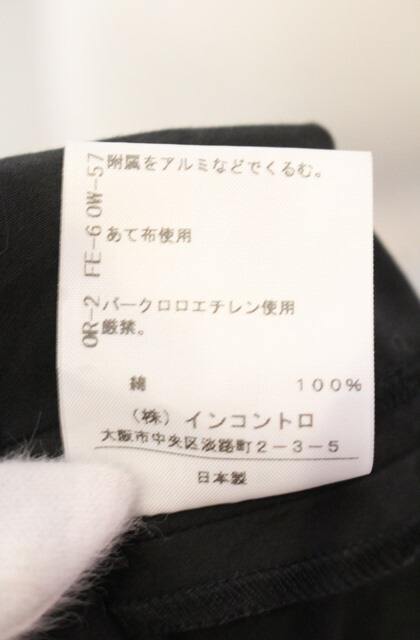 附属をアルミなどでくるむ。
あて布使用
パークロロエチレン使用
厳禁。
綿 100%
(株) インコントロ
大阪市中央区淡路町2-3-5
日本製
OR-2 FE-6 OW-57